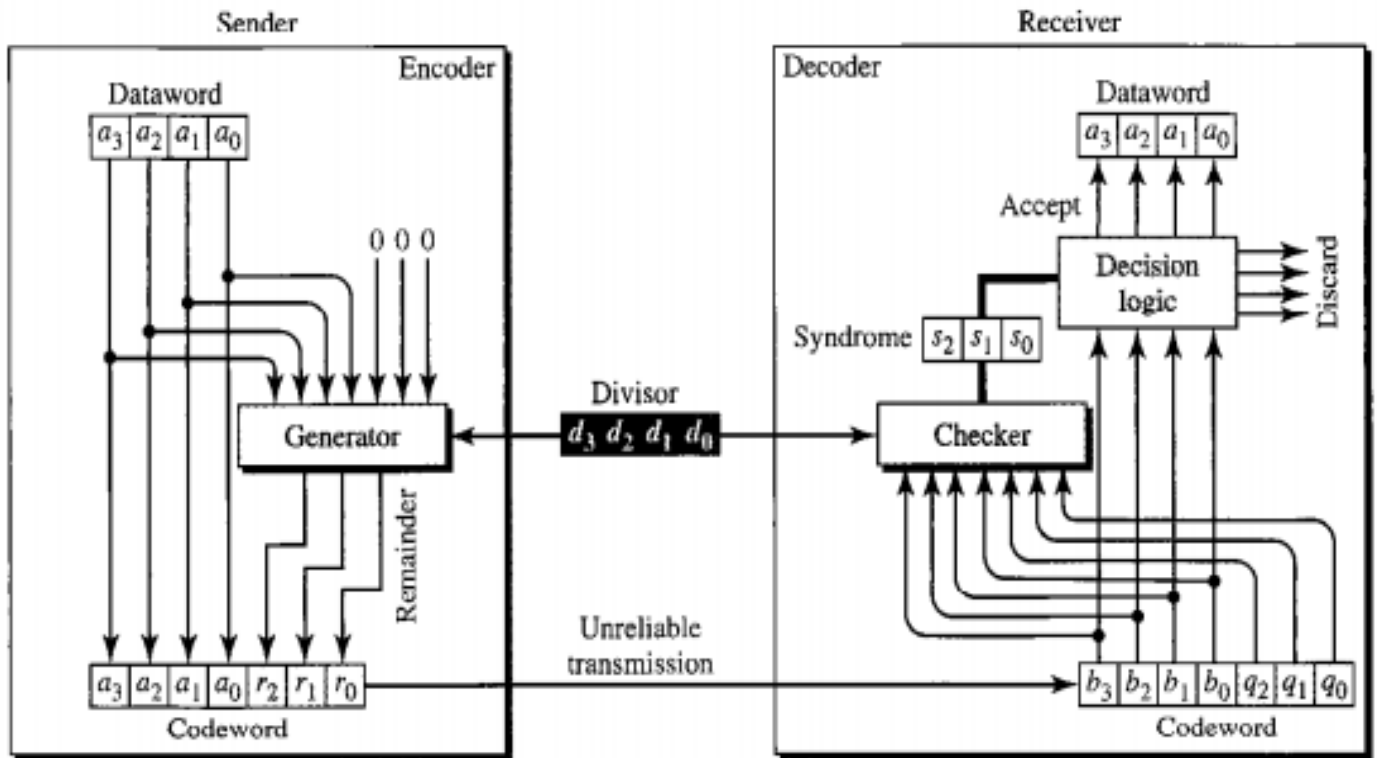 Sender
Receiver
Encoder
Decoder
Dataword
a3 a2 a1 a0
0 0 0
Generator
Remainder
a3 a2 a1 a0 r2 r1 r0
Codeword
Divisor
d3 d2 d1 d0
Unreliable
transmission
Dataword
a3 a2 a1 a0
Accept
Decision
logic
Discard
Syndrome
s2 s1 s0
Checker
b3 b2 b1 b0 q2 q1 q0
Codeword